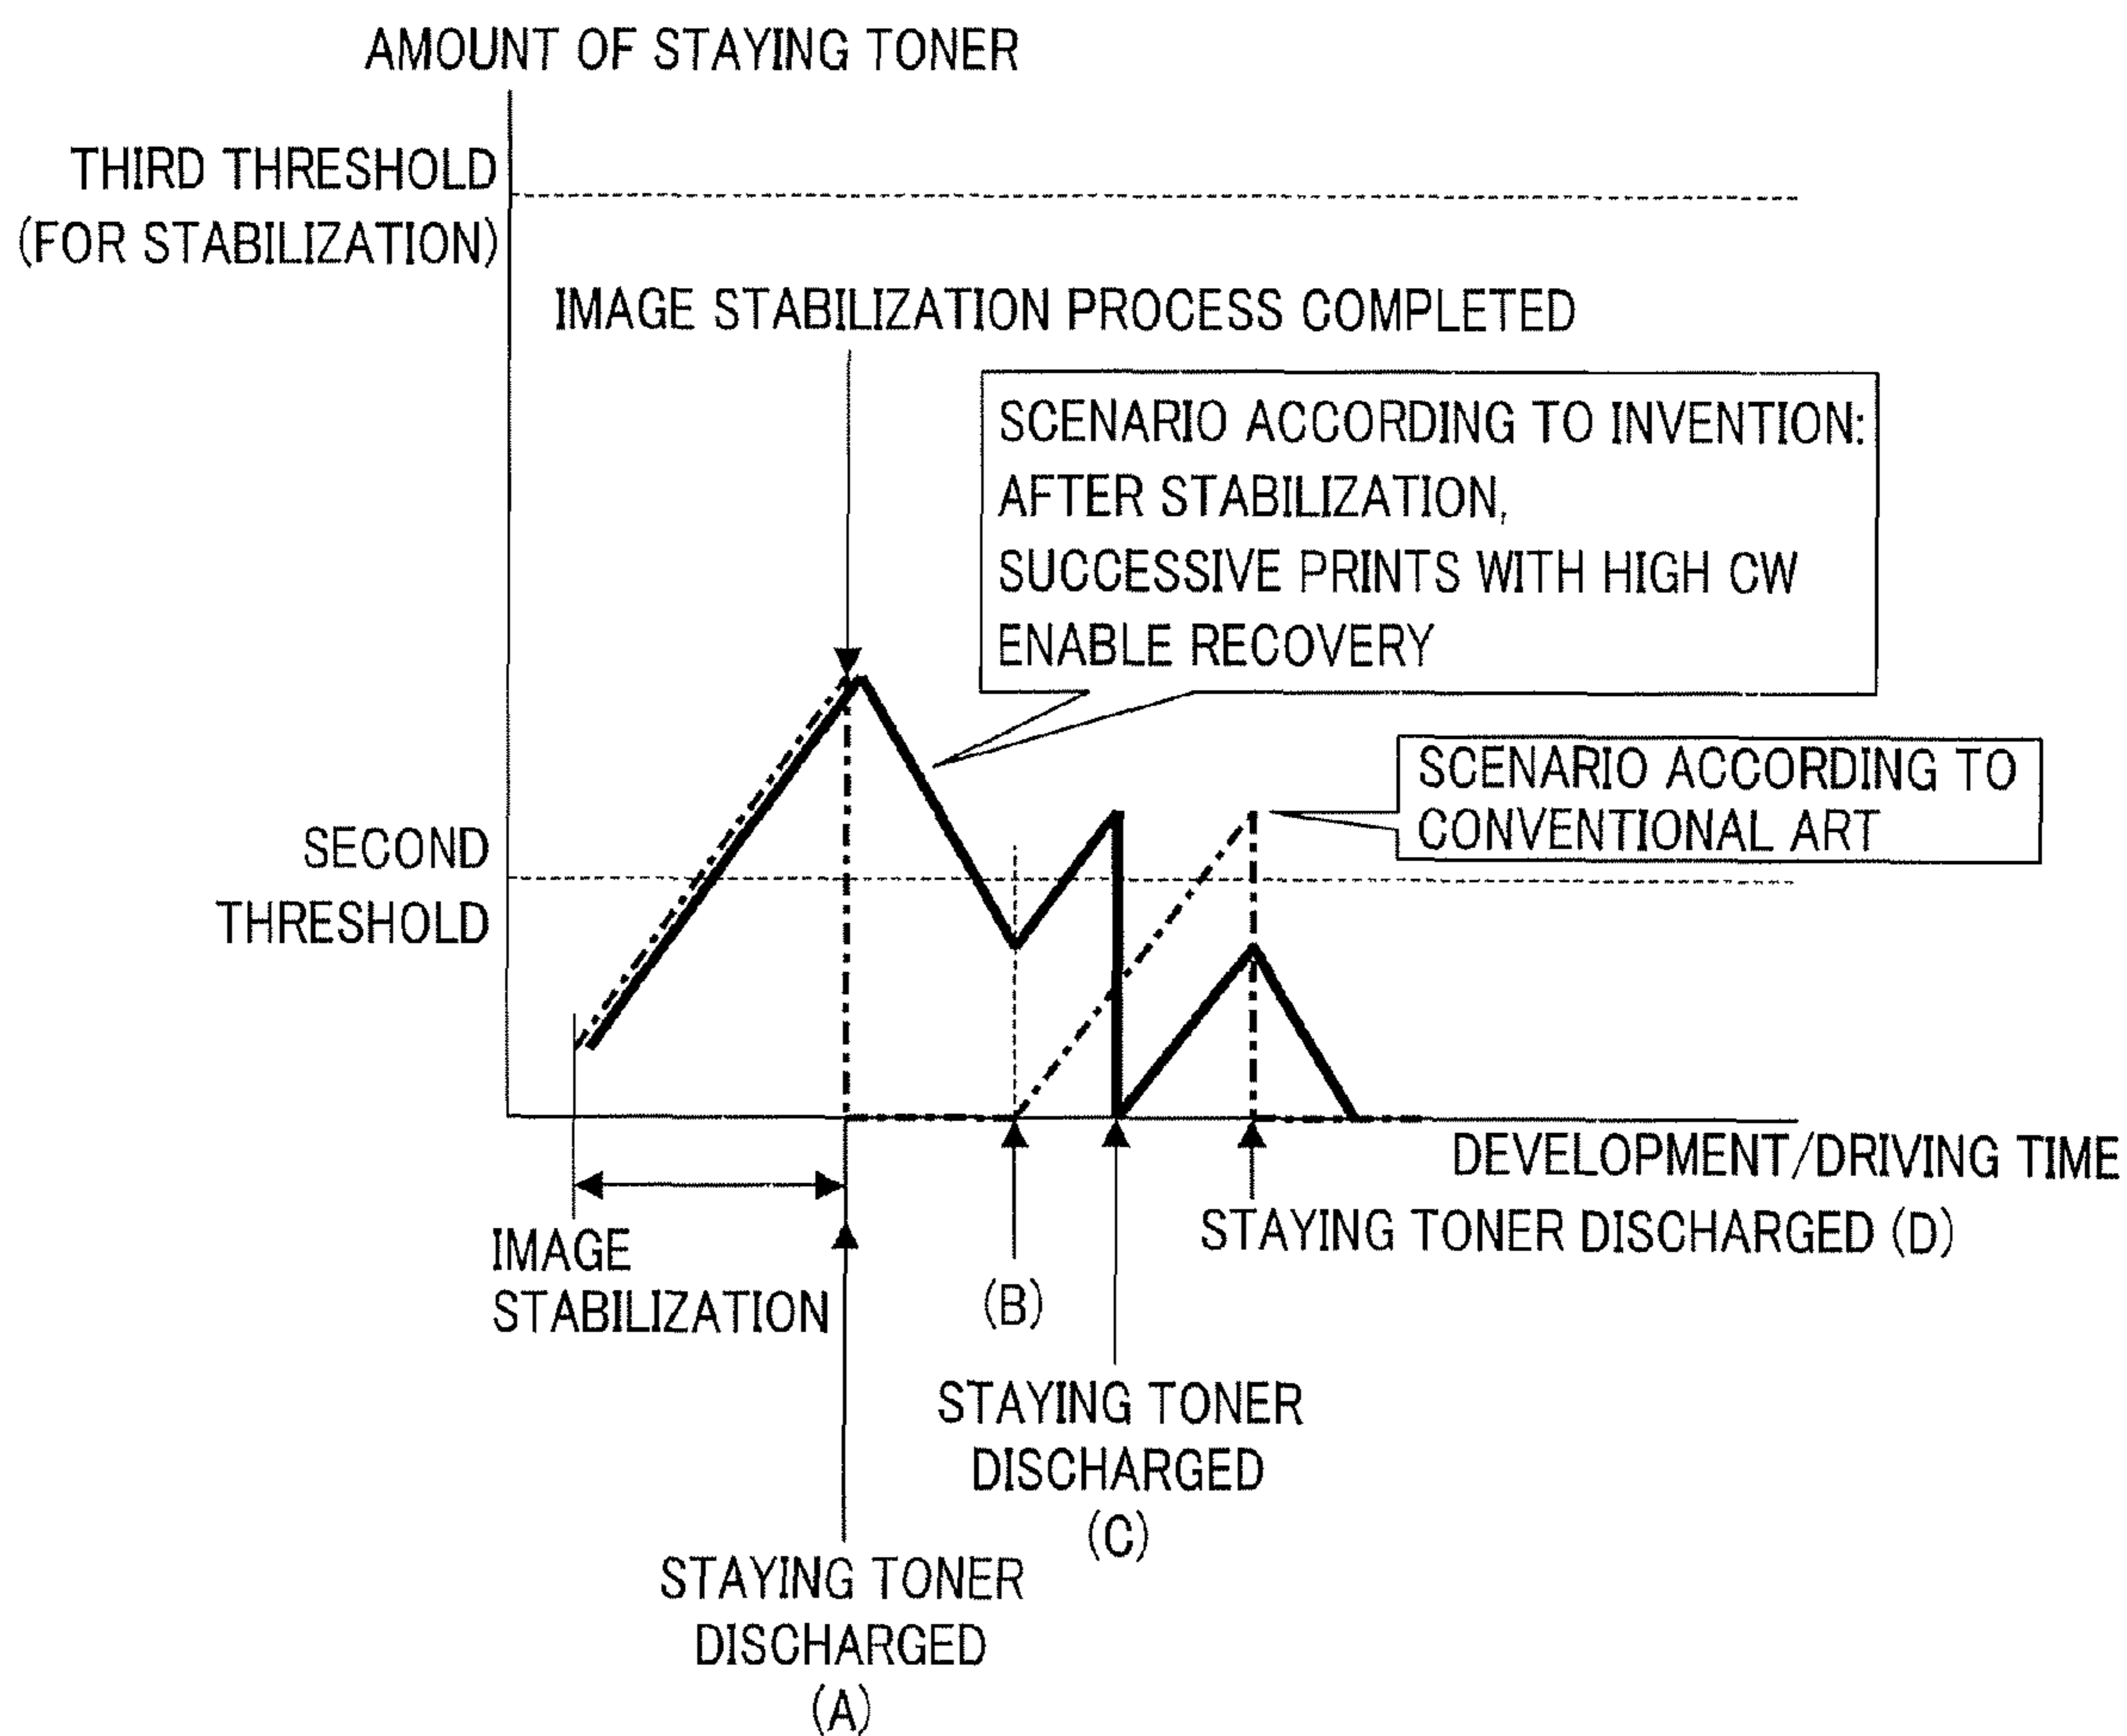 AMOUNT OF STAYING TONER
THIRD THRESHOLD
(FOR STABILIZATION)
IMAGE STABILIZATION PROCESS COMPLETED
SCENARIO ACCORDING TO INVENTION:
AFTER STABILIZATION,
SUCCESSIVE PRINTS WITH HIGH CW
ENABLE RECOVERY
SCENARIO ACCORDING TO
CONVENTIONAL ART
SECOND
THRESHOLD
DEVELOPMENT/DRIVING TIME
STAYING TONER DISCHARGED (D)
IMAGE
STABILIZATION
(B)
STAYING TONER
DISCHARGED
(C)
STAYING TONER
DISCHARGED
(A)